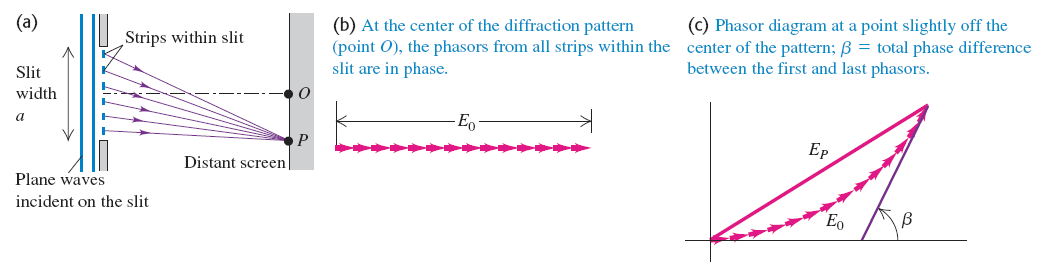 (a)
Strips within slit
Slit
width
a
O
P
Distant screen
Plane waves
incident on the slit
(b) At the center of the diffraction pattern
(point O), the phasors from all strips within the
slit are in phase.
E₀
(c) Phasor diagram at a point slightly off the
center of the pattern; β = total phase difference
between the first and last phasors.
E_P
E₀
β